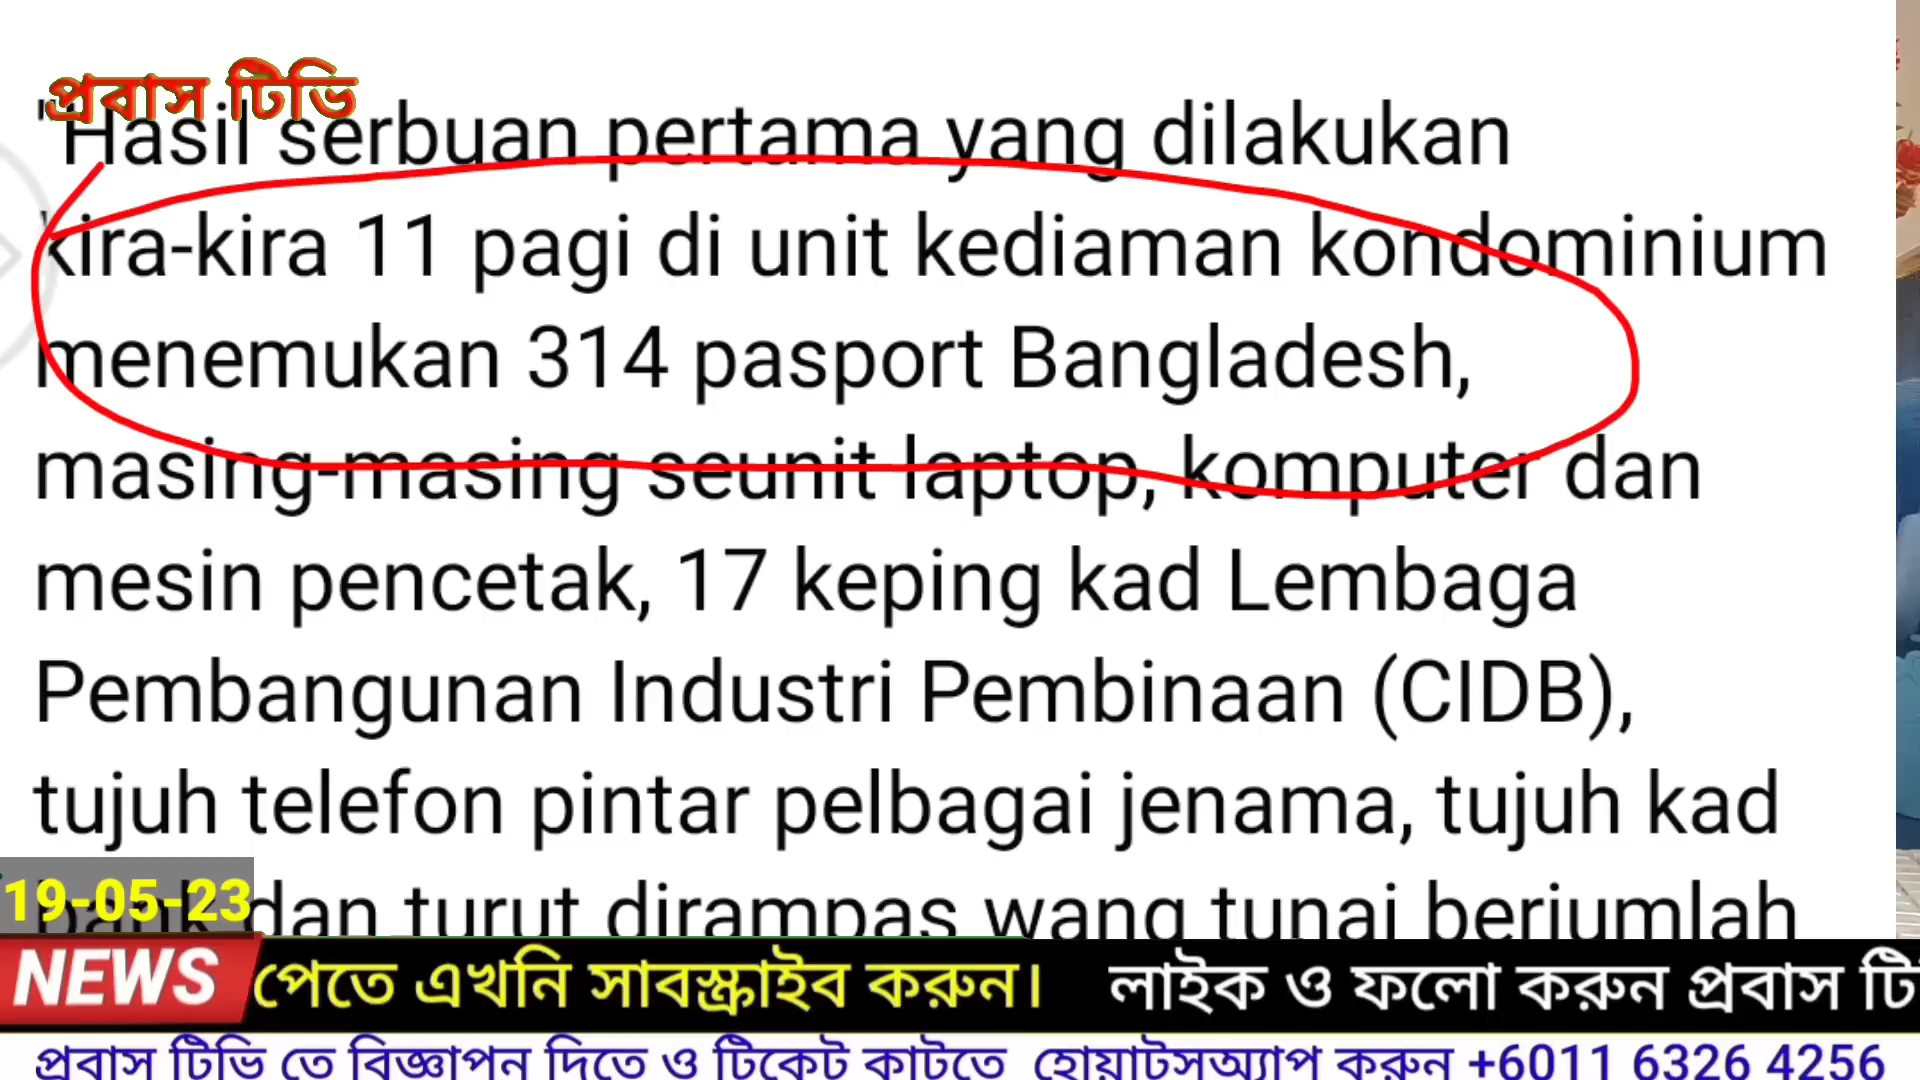 প্রবাস টিভি
"Hasil serbuan pertama yang dilakukan
kira-kira 11 pagi di unit kediaman kondominium
menemukan 314 pasport Bangladesh,
masing-masing seunit laptop, komputer dan
mesin pencetak, 17 keping kad Lembaga
Pembangunan Industri Pembinaan (CIDB),
tujuh telefon pintar pelbagai jenama, tujuh kad
bank dan turut dirampas wang tunai berjumlah
19-05-23
NEWS পেতে এখনি সাবস্ক্রাইব করুন। লাইক ও ফলো করুন প্রবাস টি
প্রবাস টিভি তে বিজ্ঞাপন দিতে ও টিকেট কাটতে হোয়াটসঅ্যাপ করুন +6011 6326 4256